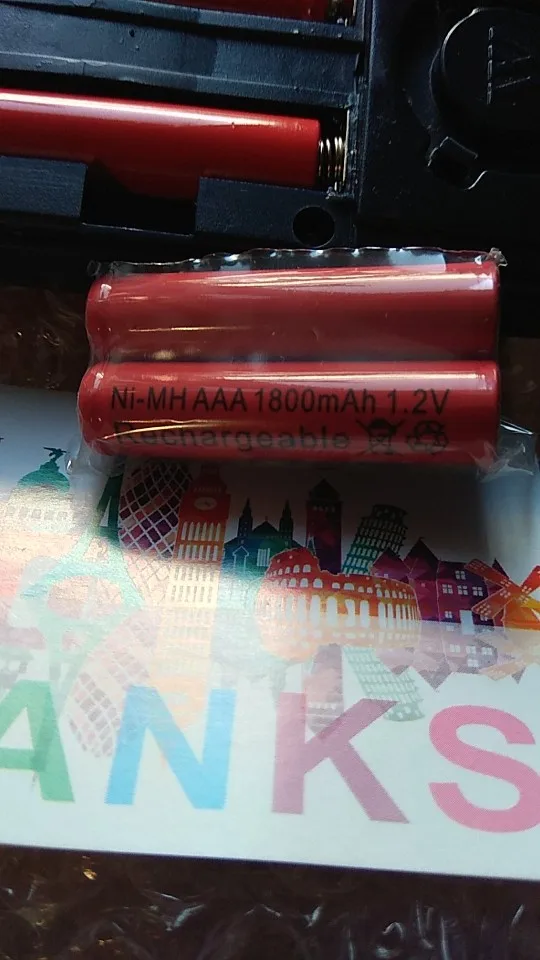 Ni-MH AAA 1800mAh 1.2V
Rechargeable
ANKS